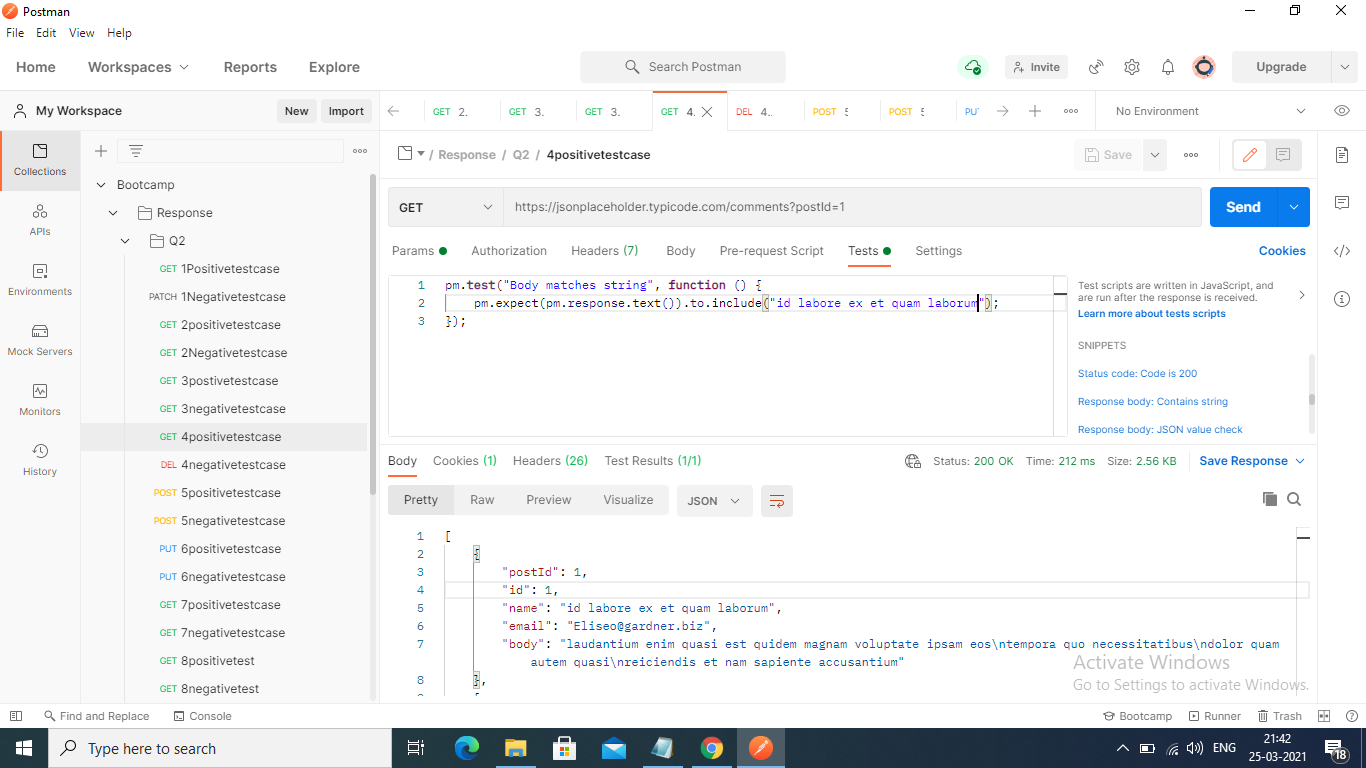 Postman
File Edit View Help
Home Workspaces Reports Explore Search Postman Invite Upgrade
My Workspace New Import GET 2. GET 3. GET 3. GET 4. DEL 4.. POST POST No Environment
/ Response / Q2 / 4positivetestcase Save
GET https://jsonplaceholder.typicode.com/comments?postId=1 Send
Params Authorization Headers (7) Body Pre-request Script Tests Settings Cookies
1 pm.test("Body matches string", function () {
2 pm.expect(pm.response.text()).to.include("id labore ex et quam laborum");
3 });
Test scripts are written in JavaScript, and
are run after the response is received.
Learn more about tests scripts
SNIPPETS
Status code: Code is 200
Response body: Contains string
Response body: JSON value check
Collections
APIs
Environments
Mock Servers
Monitors
History
Bootcamp
Response
Q2
GET 1Positivetestcase
PATCH 1Negativetestcase
GET 2positivetestcase
GET 2Negativetestcase
GET 3postivetestcase
GET 3negativetestcase
GET 4positivetestcase
DEL 4negativetestcase
POST 5positivetestcase
POST 5negativetestcase
PUT 6positivetestcase
PUT 6negativetestcase
GET 7positivetestcase
GET 7negativetestcase
GET 8positivetest
GET 8negativetest
Body Cookies (1) Headers (26) Test Results (1/1) Status: 200 OK Time: 212 ms Size: 2.56 KB Save Response
Pretty Raw Preview Visualize JSON
1 [
2 {
3 "postId": 1,
4 "id": 1,
5 "name": "id labore ex et quam laborum",
6 "email": "Eliseo@gardner.biz",
7 "body": "laudantium enim quasi est quidem magnam voluptate ipsam eos\ntempora quo necessitatibus\ndolor quam
autem quasi\nreiciendis et nam sapiente accusantium"
8 },
Activate Windows
Go to Settings to activate Windows.
Find and Replace Console Bootcamp Runner Trash
Type here to search ENG 21:42
25-03-2021 18